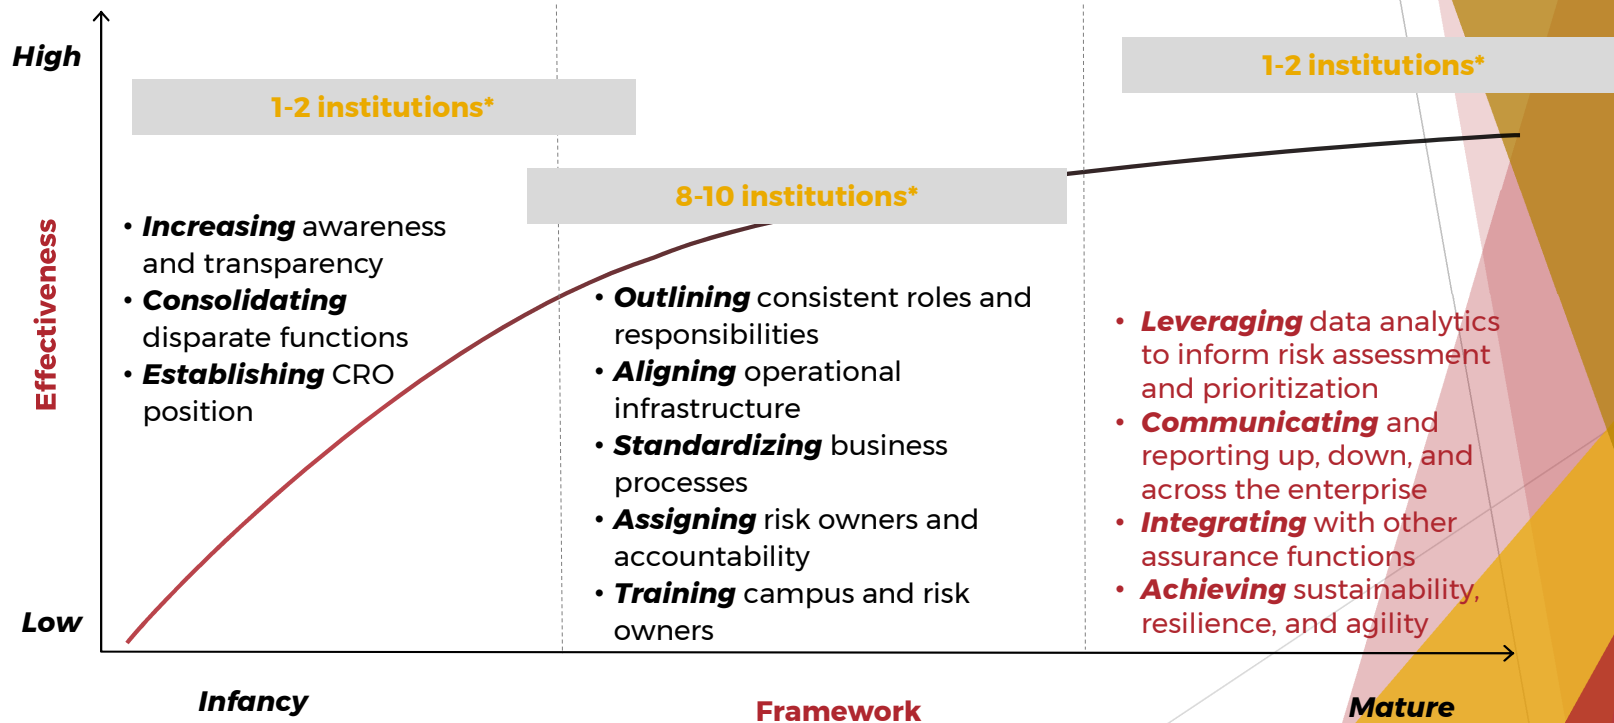 High
1-2 institutions*
1-2 institutions*
8-10 institutions*
Effectiveness
• Increasing awareness
and transparency
• Consolidating
disparate functions
• Establishing CRO
position
• Outlining consistent roles and
responsibilities
• Aligning operational
infrastructure
• Standardizing business
processes
• Assigning risk owners and
accountability
• Training campus and risk
owners
• Leveraging data analytics
to inform risk assessment
and prioritization
• Communicating and
reporting up, down, and
across the enterprise
• Integrating with other
assurance functions
• Achieving sustainability,
resilience, and agility
Low
Infancy
Framework
Mature